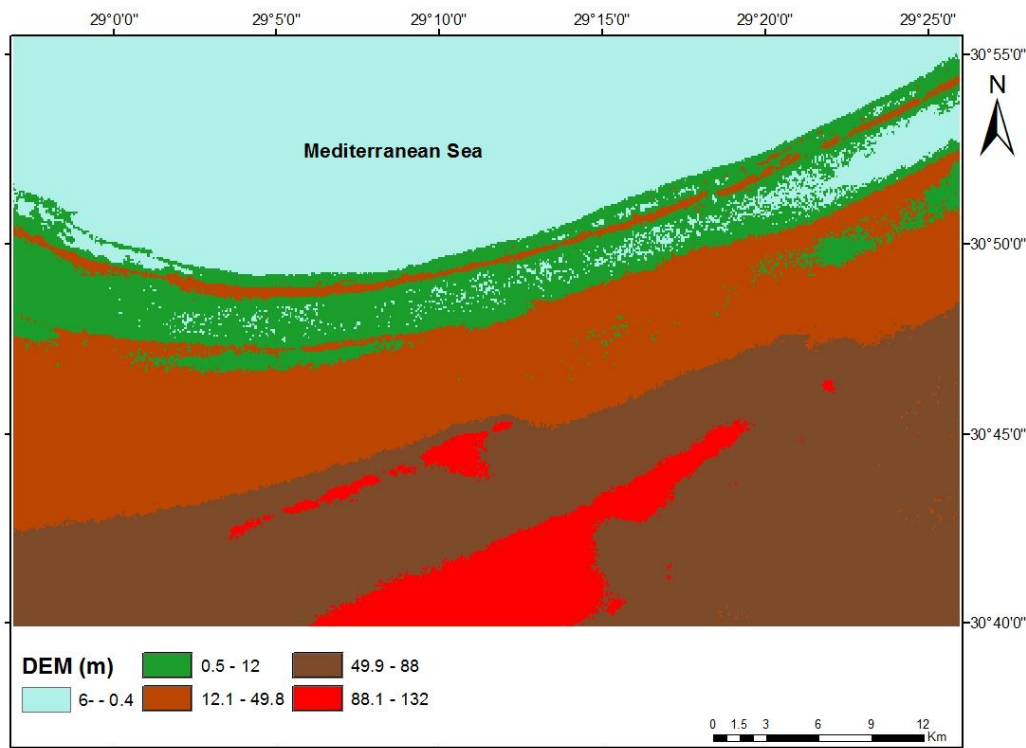 29°0'0" 29°5'0" 29°10'0" 29°15'0" 29°20'0" 29°25'0"
30°55'0"
N
Mediterranean Sea
30°50'0"
30°45'0"
30°40'0"
DEM (m) 0.5 - 12 49.9 - 88
6- - 0.4 12.1 - 49.8 88.1 - 132
0 1.5 3 6 9 12
Km